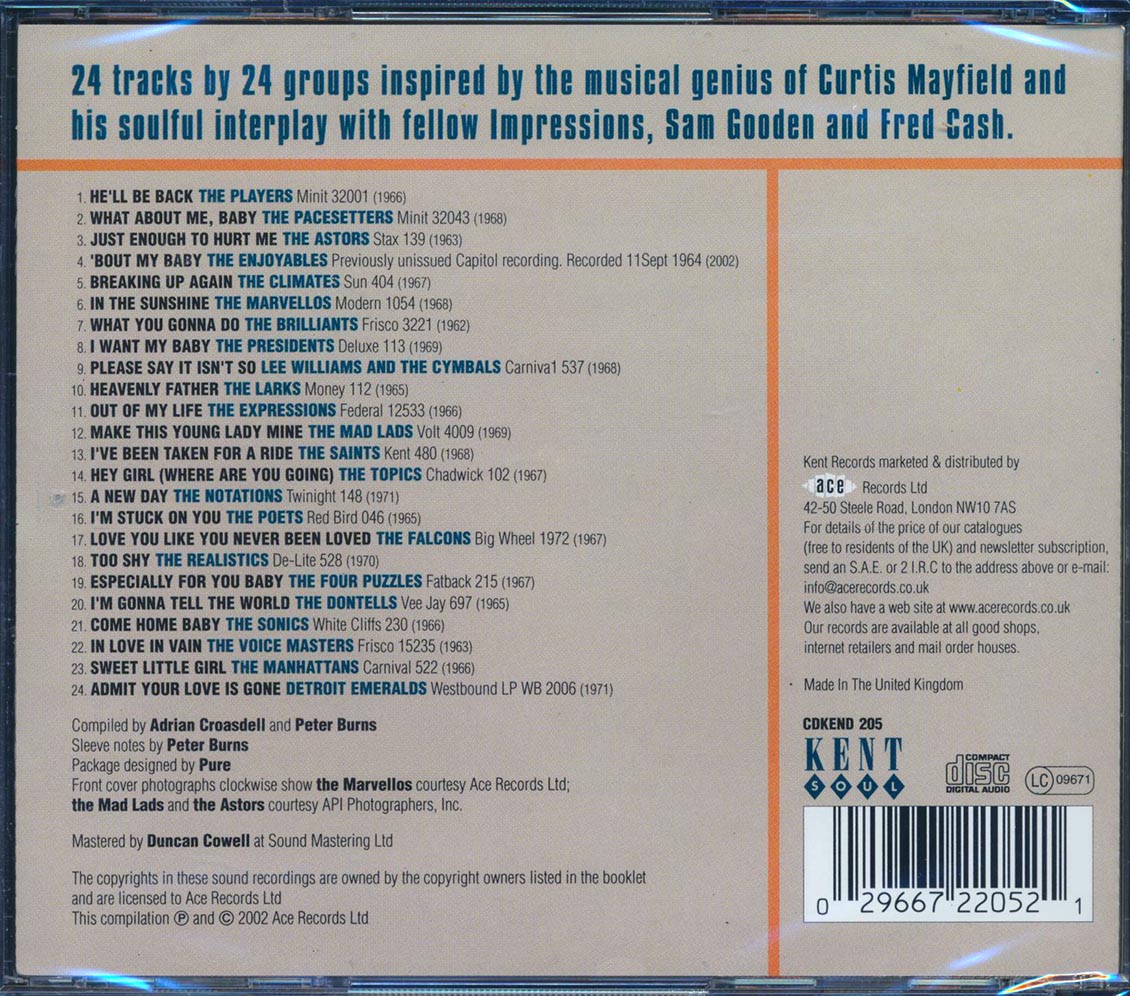 24 tracks by 24 groups inspired by the musical genius of Curtis Mayfield and
his soulful interplay with fellow Impressions, Sam Gooden and Fred Cash.
1. HE'LL BE BACK THE PLAYERS Minit 32001 (1966)
2. WHAT ABOUT ME, BABY THE PACESETTERS Minit 32043 (1968)
3. JUST ENOUGH TO HURT ME THE ASTORS Stax 139 (1963)
4. 'BOUT MY BABY THE ENJOYABLES Previously unissued Capitol recording. Recorded 11Sept 1964 (2002)
5. BREAKING UP AGAIN THE CLIMATES Sun 404 (1967)
6. IN THE SUNSHINE THE MARVELLOS Modern 1054 (1968)
7. WHAT YOU GONNA DO THE BRILLIANTS Frisco 3221 (1962)
8. I WANT MY BABY THE PRESIDENTS Deluxe 113 (1969)
9. PLEASE SAY IT ISN'T SO LEE WILLIAMS AND THE CYMBALS Carniva1 537 (1968)
10. HEAVENLY FATHER THE LARKS Money 112 (1965)
11. OUT OF MY LIFE THE EXPRESSIONS Federal 12533 (1966)
12. MAKE THIS YOUNG LADY MINE THE MAD LADS Volt 4009 (1969)
13. I'VE BEEN TAKEN FOR A RIDE THE SAINTS Kent 480 (1968)
14. HEY GIRL (WHERE ARE YOU GOING) THE TOPICS Chadwick 102 (1967)
15. A NEW DAY THE NOTATIONS Twinight 148 (1971)
16. I'M STUCK ON YOU THE POETS Red Bird 046 (1965)
17. LOVE YOU LIKE YOU NEVER BEEN LOVED THE FALCONS Big Wheel 1972 (1967)
18. TOO SHY THE REALISTICS De-Lite 528 (1970)
19. ESPECIALLY FOR YOU BABY THE FOUR PUZZLES Fatback 215 (1967)
20. I'M GONNA TELL THE WORLD THE DONTELLS Vee Jay 697 (1965)
21. COME HOME BABY THE SONICS White Cliffs 230 (1966)
22. IN LOVE IN VAIN THE VOICE MASTERS Frisco 15235 (1963)
23. SWEET LITTLE GIRL THE MANHATTANS Carnival 522 (1966)
24. ADMIT YOUR LOVE IS GONE DETROIT EMERALDS Westbound LP WB 2006 (1971)
Compiled by Adrian Croasdell and Peter Burns
Sleeve notes by Peter Burns
Package designed by Pure
Front cover photographs clockwise show the Marvellos courtesy Ace Records Ltd;
the Mad Lads and the Astors courtesy API Photographers, Inc.
Mastered by Duncan Cowell at Sound Mastering Ltd
The copyrights in these sound recordings are owned by the copyright owners listed in the booklet
and are licensed to Ace Records Ltd
This compilation Ⓟ and © 2002 Ace Records Ltd
Kent Records marketed & distributed by
ace Records Ltd
42-50 Steele Road, London NW10 7AS
For details of the price of our catalogues
(free to residents of the UK) and newsletter subscription,
send an S.A.E. or 2 I.R.C to the address above or e-mail:
info@acerecords.co.uk
We also have a web site at www.acerecords.co.uk
Our records are available at all good shops,
internet retailers and mail order houses.
Made In The United Kingdom
CDKEND 205
KENT
SOUL
COMPACT
disc
DIGITAL AUDIO
LC 09671
0 29667 22052 1